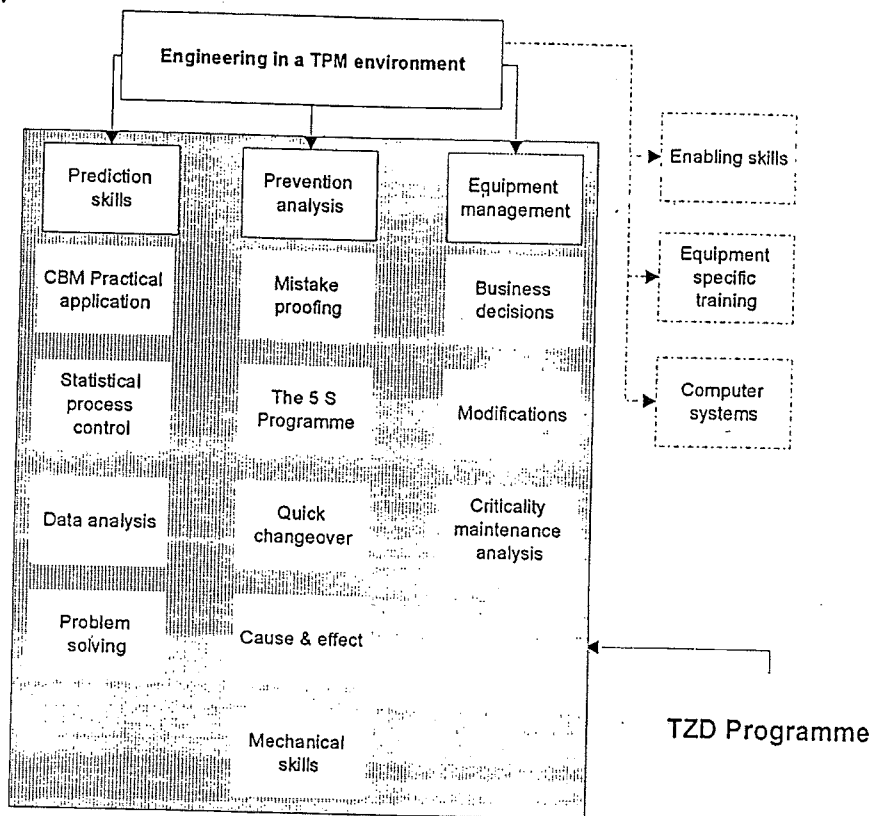 Engineering in a TPM environment
Prediction
skills
Prevention
analysis
Equipment
management
Enabling skills
CBM Practical
application
Mistake
proofing
Business
decisions
Equipment
specific
training
Statistical
process
control
The 5 S
Programme
Modifications
Computer
systems
Data analysis
Quick
changeover
Criticality
maintenance
analysis
Problem
solving
Cause & effect
Mechanical
skills
TZD Programme